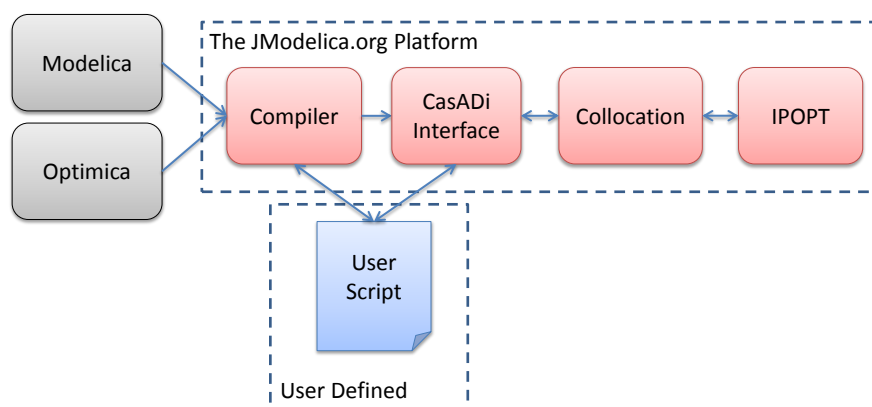 The JModelica.org Platform
Modelica
Optimica
Compiler
CasADi
Interface
Collocation
IPOPT
User
Script
User Defined